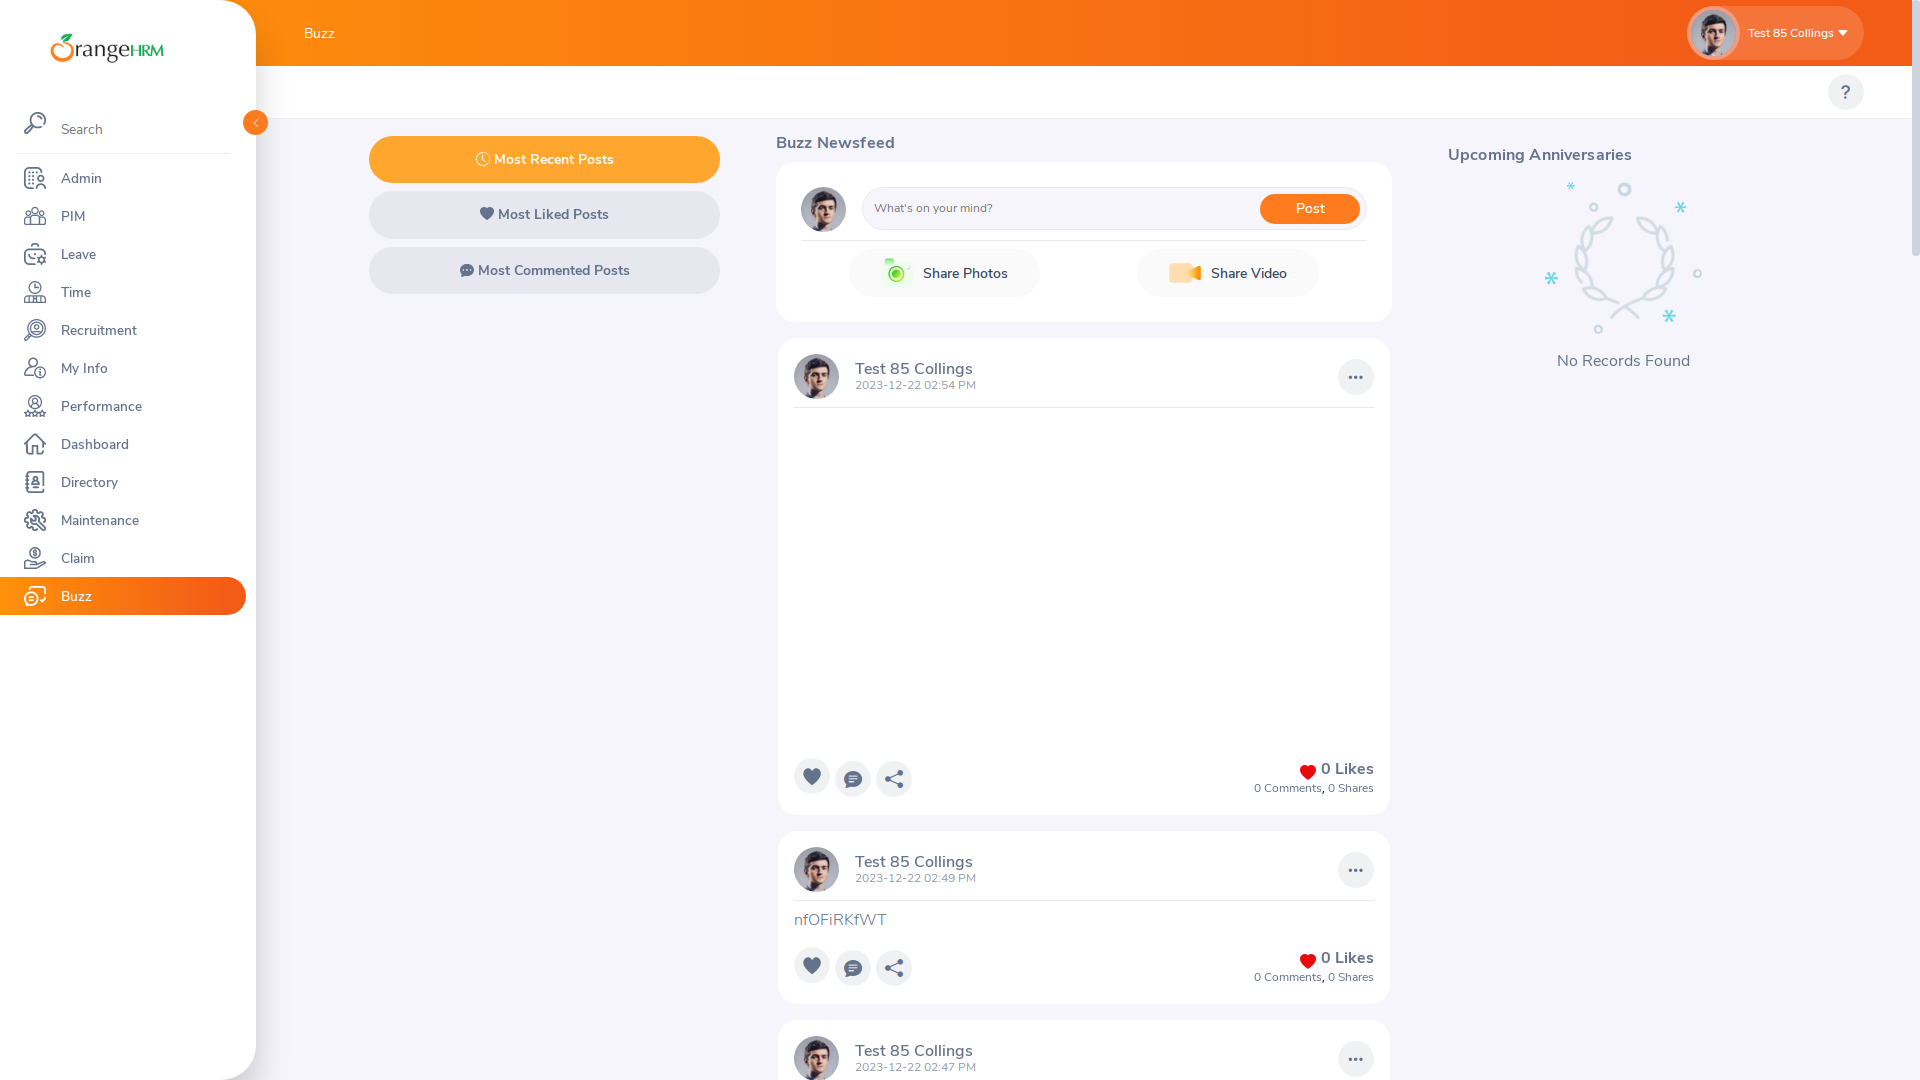 OrangeHRM
Buzz
Test 85 Collings
?
Search
Admin
PIM
Leave
Time
Recruitment
My Info
Performance
Dashboard
Directory
Maintenance
Claim
Buzz
Most Recent Posts
Most Liked Posts
Most Commented Posts
Buzz Newsfeed
What's on your mind?
Post
Share Photos
Share Video
Test 85 Collings
2023-12-22 02:54 PM
0 Likes
0 Comments, 0 Shares
Test 85 Collings
2023-12-22 02:49 PM
nfOFiRKfWT
0 Likes
0 Comments, 0 Shares
Test 85 Collings
2023-12-22 02:47 PM
Upcoming Anniversaries
No Records Found